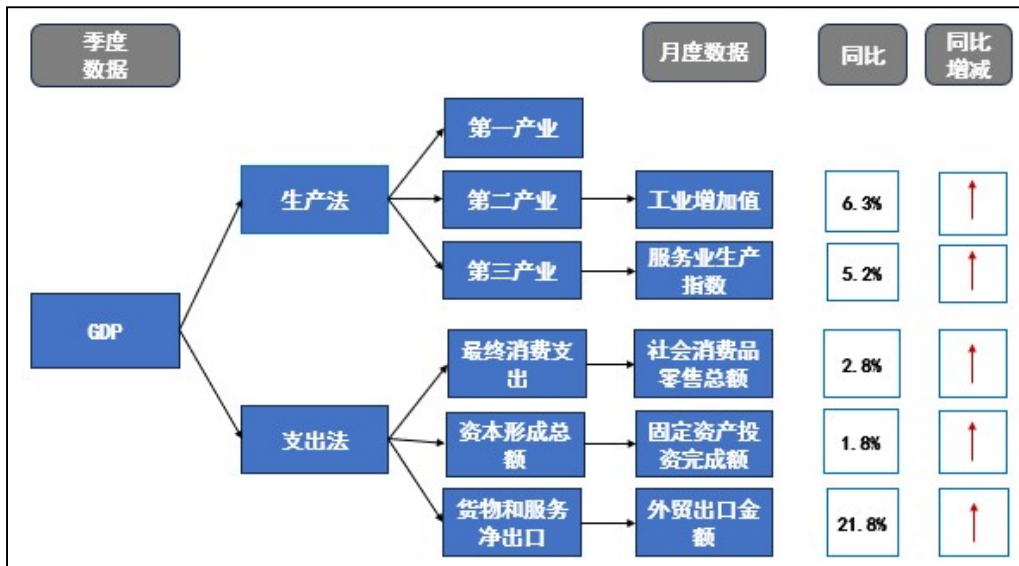 季度
数据
月度数据
同比
同比
增减
第一产业
生产法
第二产业
工业增加值
6.3%
第三产业
服务业生产
指数
5.2%
GDP
最终消费支
出
社会消费品
零售总额
2.8%
支出法
资本形成总
额
固定资产投
资完成额
1.8%
货物和服务
净出口
外贸出口金
额
21.8%